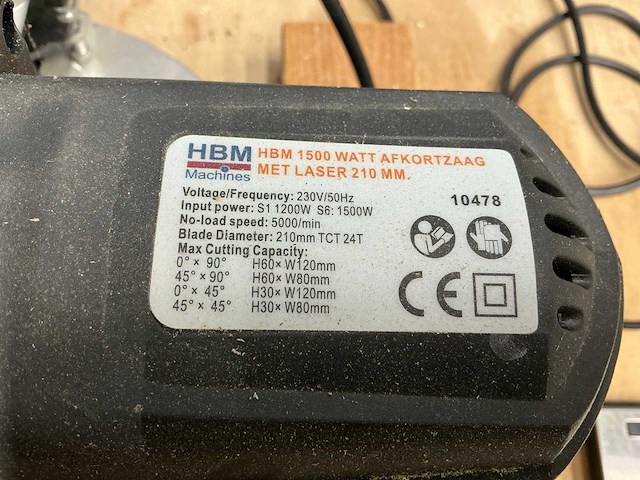 HBM
Machines
HBM 1500 WATT AFKORTZAAG
MET LASER 210 MM.
Voltage/Frequency: 230V/50Hz
Input power: S1 1200W S6: 1500W
No-load speed: 5000/min
Blade Diameter: 210mm TCT 24T
Max Cutting Capacity:
0° × 90° H60× W120mm
45° × 90° H60× W80mm
0° × 45° H30× W120mm
45° × 45° H30× W80mm
10478
CE